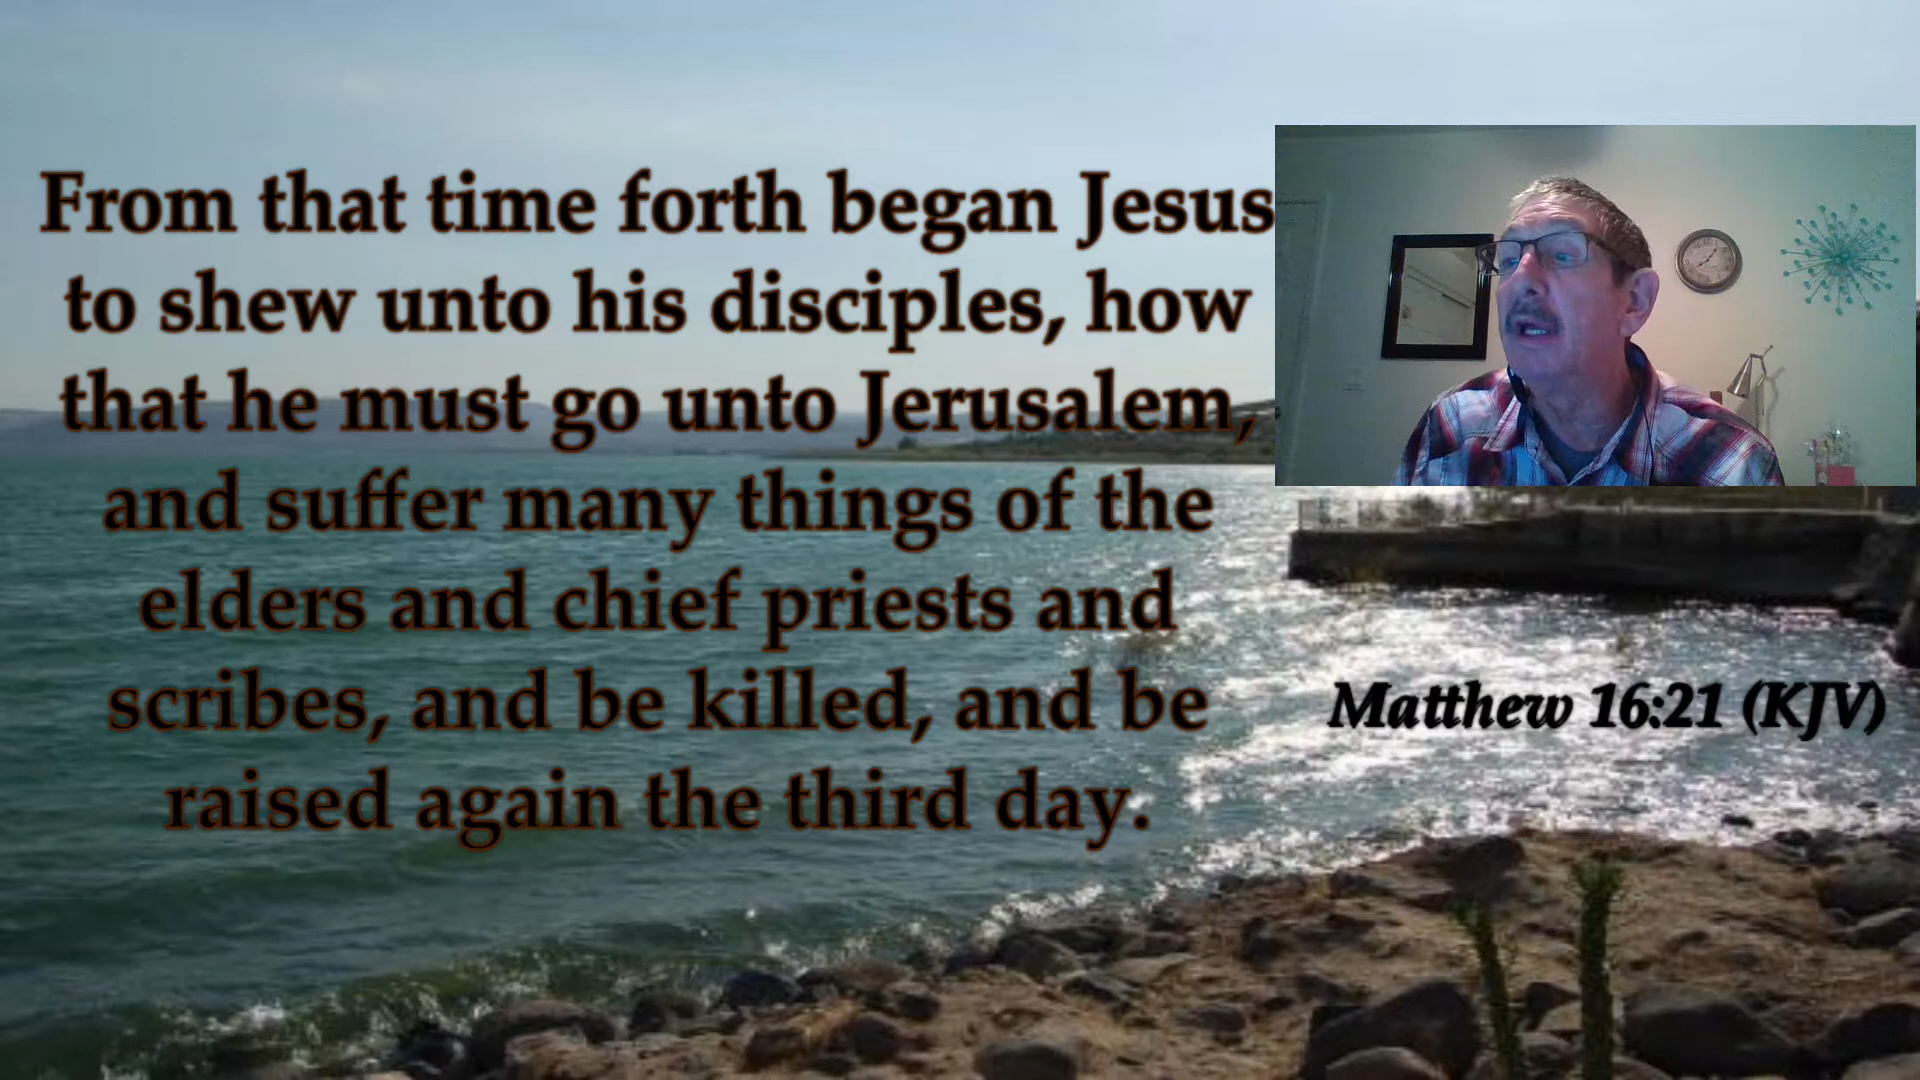 From that time forth began Jesus
to shew unto his disciples, how
that he must go unto Jerusalem,
and suffer many things of the
elders and chief priests and
scribes, and be killed, and be
raised again the third day.
Matthew 16:21 (KJV)